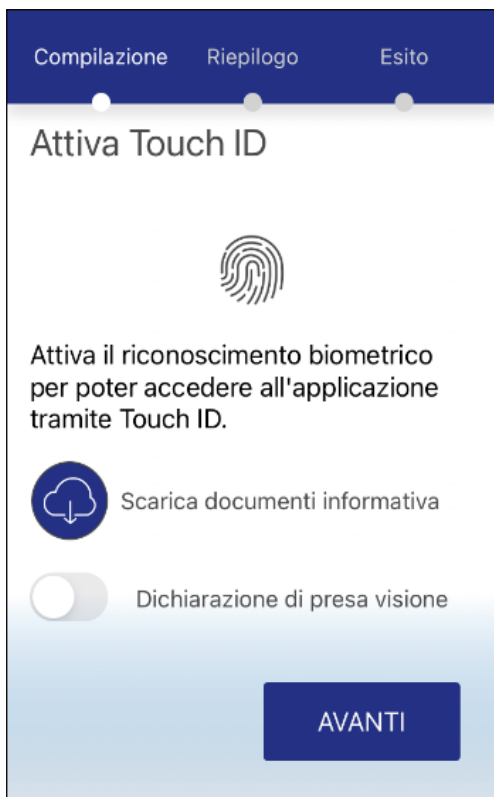 Compilazione Riepilogo Esito
Attiva Touch ID
Attiva il riconoscimento biometrico
per poter accedere all'applicazione
tramite Touch ID.
Scarica documenti informativa
Dichiarazione di presa visione
AVANTI